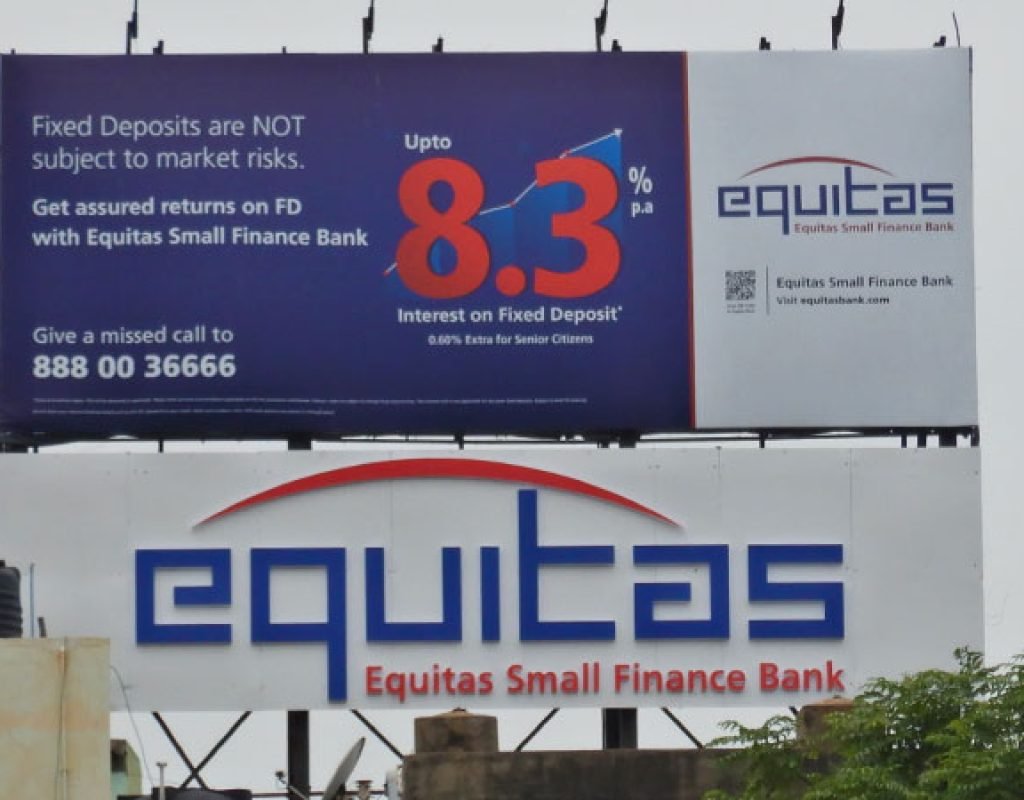 Fixed Deposits are NOT
subject to market risks.
Get assured returns on FD
with Equitas Small Finance Bank
Give a missed call to
888 00 36666
Upto
8.3
%
p.a
Interest on Fixed Deposit*
0.60% Extra for Senior Citizens
equitas
Equitas Small Finance Bank
Equitas Small Finance Bank
Visit equitasbank.com
equitas
Equitas Small Finance Bank